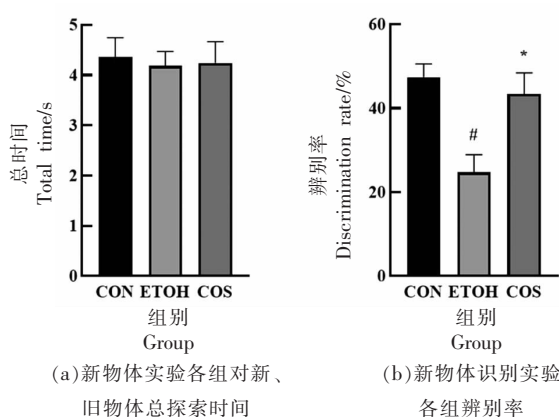 5
4
3
2
1
0
总时间
Total time/s
CON ETOH COS
组别
Group
(a)新物体实验各组对新、
旧物体总探索时间
60
40
20
0
辨别率
Discrimination rate/%
#
*
CON ETOH COS
组别
Group
(b)新物体识别实验
各组辨别率